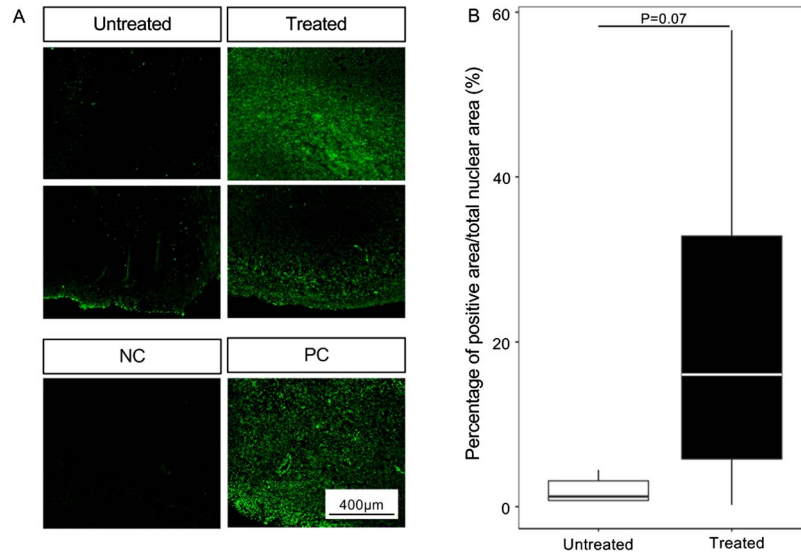 A
Untreated
Treated
NC
PC
400µm
B
P=0.07
Percentage of positive area/total nuclear area (%)
60
40
20
0
Untreated
Treated